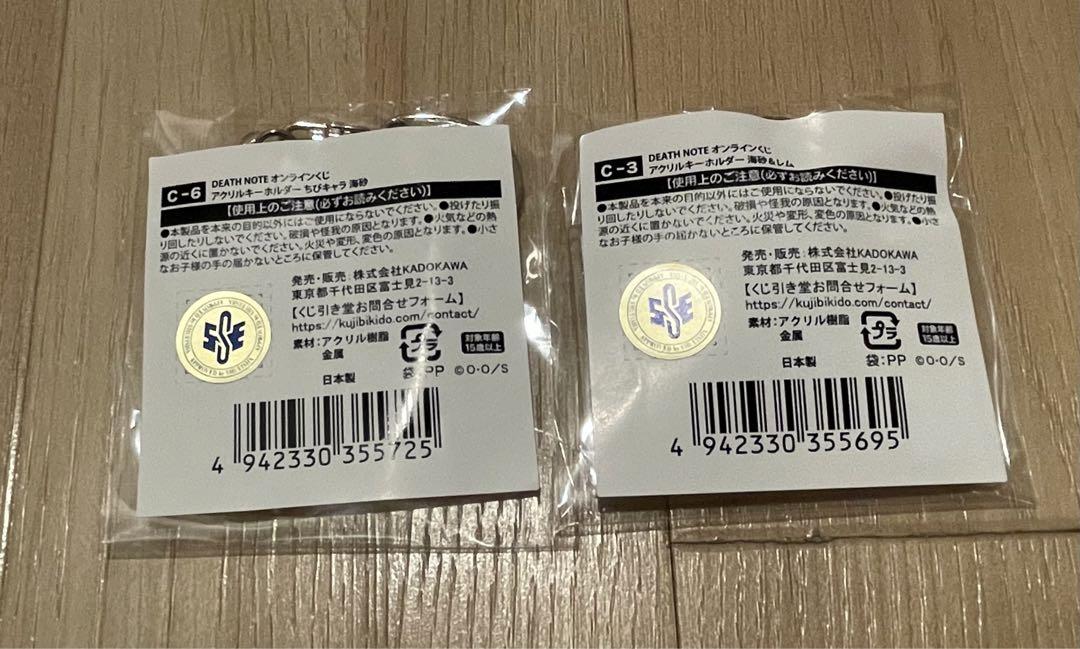 C-6
DEATH NOTE オンラインくじ
アクリルキーホルダー ちびキャラ 海砂
【使用上のご注意(必ずお読みください)】
●本製品を本来の目的以外にはご使用にならないでください。●投げたり振
り回したりしないでください。破損や怪我の原因となります。●火気などの熱
源の近くに置かないでください。火災や変形、変色の原因となります。●小さ
なお子様の手の届かないところに保管してください。
発売・販売:株式会社KADOKAWA
東京都千代田区富士見2-13-3
【くじ引き堂お問合せフォーム】
https://kujibikido.com/contact/
素材:アクリル樹脂
金属
プラ
対象年齢
15歳以上
日本製
袋:PP
©O・O/S
4 942330 355725
C-3
DEATH NOTE オンラインくじ
アクリルキーホルダー 海砂&レム
【使用上のご注意(必ずお読みください)】
●本製品を本来の目的以外にはご使用にならないでください。●投げたり振
り回したりしないでください。破損や怪我の原因となります。●火気などの熱
源の近くに置かないでください。火災や変形、変色の原因となります。●小さ
なお子様の手の届かないところに保管してください。
発売・販売:株式会社KADOKAWA
東京都千代田区富士見2-13-3
【くじ引き堂お問合せフォーム】
https://kujibikido.com/contact/
素材:アクリル樹脂
金属
プラ
対象年齢
15歳以上
日本製
袋:PP
©O・O/S
4 942330 355695